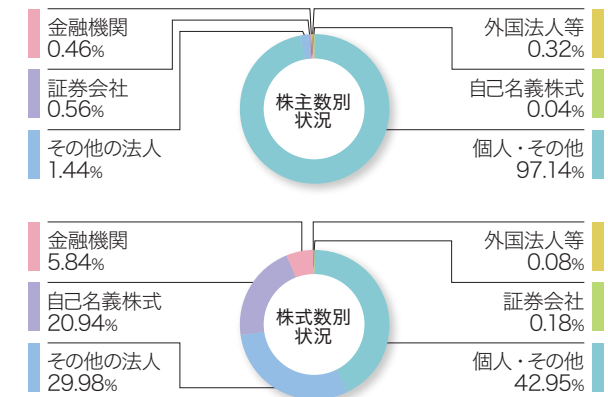 金融機関
0.46%
証券会社
0.56%
その他の法人
1.44%
株主数別
状況
外国法人等
0.32%
自己名義株式
0.04%
個人・その他
97.14%
金融機関
5.84%
自己名義株式
20.94%
その他の法人
29.98%
株式数別
状況
外国法人等
0.08%
証券会社
0.18%
個人・その他
42.95%